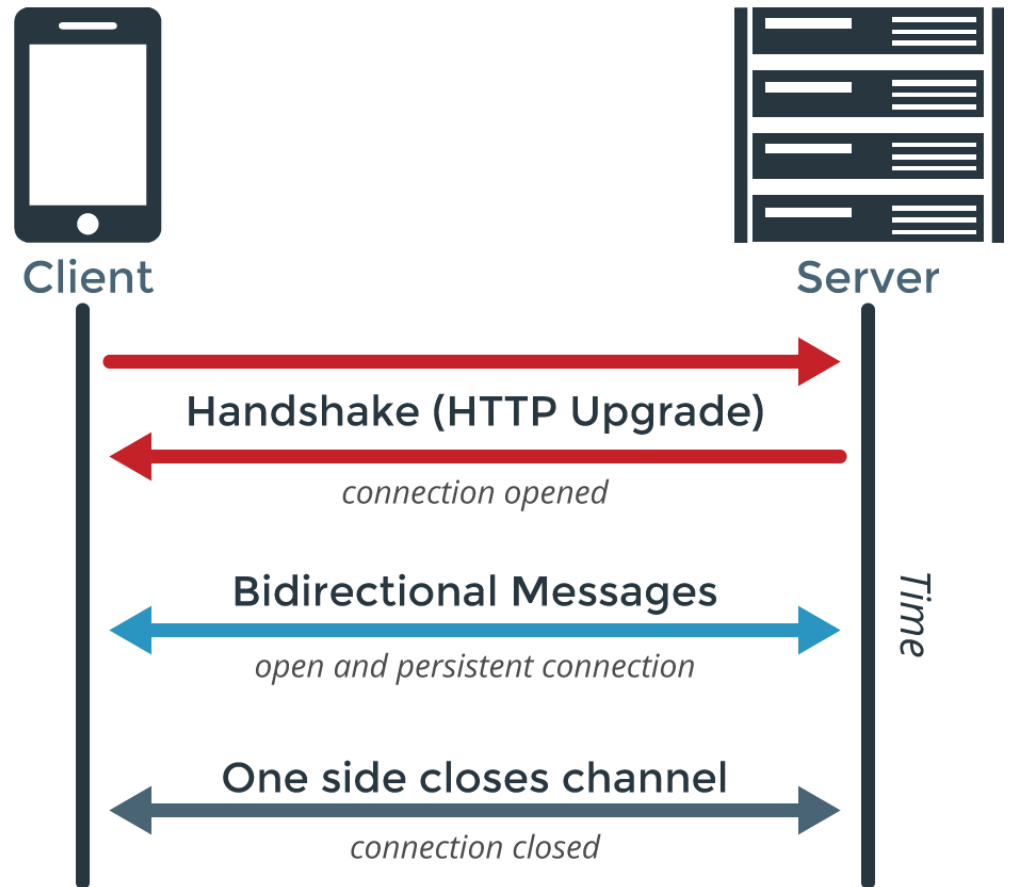 Client
Server
Handshake (HTTP Upgrade)
connection opened
Bidirectional Messages
open and persistent connection
Time
One side closes channel
connection closed